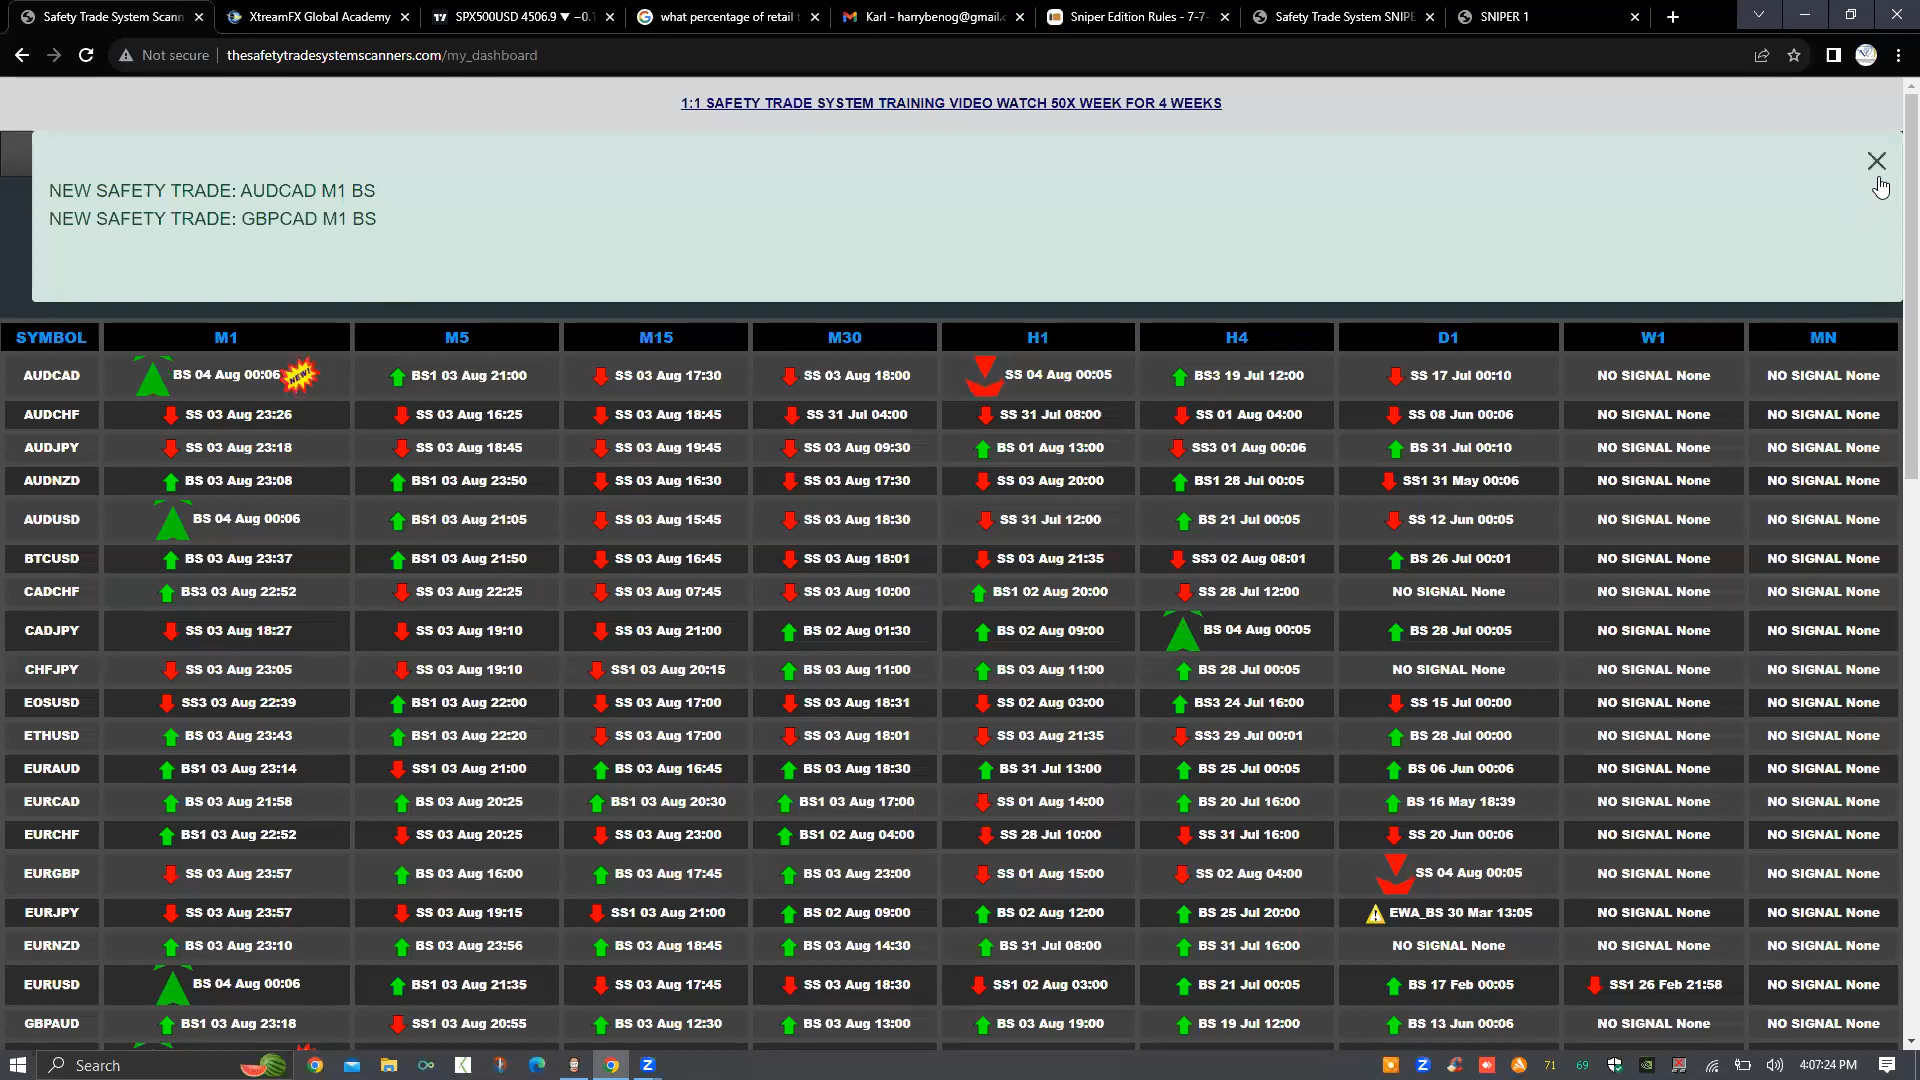 Safety Trade System Scann
XtreamFX Global Academy
SPX500USD 4506.9 ▼ −0.1
what percentage of retail t
Karl - harrybenog@gmail.c
Sniper Edition Rules - 7-7-
Safety Trade System SNIPE
SNIPER 1
Not secure thesafetytradesystemscanners.com/my_dashboard
1:1 SAFETY TRADE SYSTEM TRAINING VIDEO WATCH 50X WEEK FOR 4 WEEKS
NEW SAFETY TRADE: AUDCAD M1 BS
NEW SAFETY TRADE: GBPCAD M1 BS
SYMBOL M1 M5 M15 M30 H1 H4 D1 W1 MN
AUDCAD BS 04 Aug 00:06 NEW! BS1 03 Aug 21:00 SS 03 Aug 17:30 SS 03 Aug 18:00 SS 04 Aug 00:05 BS3 19 Jul 12:00 SS 17 Jul 00:10 NO SIGNAL None NO SIGNAL None
AUDCHF SS 03 Aug 23:26 SS 03 Aug 16:25 SS 03 Aug 18:45 SS 31 Jul 04:00 SS 31 Jul 08:00 SS 01 Aug 04:00 SS 08 Jun 00:06 NO SIGNAL None NO SIGNAL None
AUDJPY SS 03 Aug 23:18 SS 03 Aug 18:45 SS 03 Aug 19:45 SS 03 Aug 09:30 BS 01 Aug 13:00 SS3 01 Aug 00:06 BS 31 Jul 00:10 NO SIGNAL None NO SIGNAL None
AUDNZD BS 03 Aug 23:08 BS1 03 Aug 23:50 SS 03 Aug 16:30 SS 03 Aug 17:30 SS 03 Aug 20:00 BS1 28 Jul 00:05 SS1 31 May 00:06 NO SIGNAL None NO SIGNAL None
AUDUSD BS 04 Aug 00:06 BS1 03 Aug 21:05 SS 03 Aug 15:45 SS 03 Aug 18:30 SS 31 Jul 12:00 BS 21 Jul 00:05 SS 12 Jun 00:05 NO SIGNAL None NO SIGNAL None
BTCUSD BS 03 Aug 23:37 BS1 03 Aug 21:50 SS 03 Aug 16:45 SS 03 Aug 18:01 SS 03 Aug 21:35 SS3 02 Aug 08:01 BS 26 Jul 00:01 NO SIGNAL None NO SIGNAL None
CADCHF BS3 03 Aug 22:52 SS 03 Aug 22:25 SS 03 Aug 07:45 SS 03 Aug 10:00 BS1 02 Aug 20:00 SS 28 Jul 12:00 NO SIGNAL None NO SIGNAL None NO SIGNAL None
CADJPY SS 03 Aug 18:27 SS 03 Aug 19:10 SS 03 Aug 21:00 BS 02 Aug 01:30 BS 02 Aug 09:00 BS 04 Aug 00:05 BS 28 Jul 00:05 NO SIGNAL None NO SIGNAL None
CHFJPY SS 03 Aug 23:05 SS 03 Aug 19:10 SS1 03 Aug 20:15 BS 03 Aug 11:00 BS 03 Aug 11:00 BS 28 Jul 00:05 NO SIGNAL None NO SIGNAL None NO SIGNAL None
EOSUSD SS3 03 Aug 22:39 BS1 03 Aug 22:00 SS 03 Aug 17:00 SS 03 Aug 18:31 SS 02 Aug 03:00 BS3 24 Jul 16:00 SS 15 Jul 00:00 NO SIGNAL None NO SIGNAL None
ETHUSD BS 03 Aug 23:43 BS1 03 Aug 22:20 SS 03 Aug 17:00 SS 03 Aug 18:01 SS 03 Aug 21:35 SS3 29 Jul 00:01 BS 28 Jul 00:00 NO SIGNAL None NO SIGNAL None
EURAUD BS1 03 Aug 23:14 SS1 03 Aug 21:00 BS 03 Aug 16:45 BS 03 Aug 18:30 BS 31 Jul 13:00 BS 25 Jul 00:05 BS 06 Jun 00:06 NO SIGNAL None NO SIGNAL None
EURCAD BS 03 Aug 21:58 BS 03 Aug 20:25 BS1 03 Aug 20:30 BS1 03 Aug 17:00 SS 01 Aug 14:00 BS 20 Jul 16:00 BS 16 May 18:39 NO SIGNAL None NO SIGNAL None
EURCHF BS1 03 Aug 22:52 SS 03 Aug 20:25 SS 03 Aug 23:00 BS1 02 Aug 04:00 SS 28 Jul 10:00 SS 31 Jul 16:00 SS 20 Jun 00:06 NO SIGNAL None NO SIGNAL None
EURGBP SS 03 Aug 23:57 BS 03 Aug 16:00 BS 03 Aug 17:45 BS 03 Aug 23:00 SS 01 Aug 15:00 SS 02 Aug 04:00 SS 04 Aug 00:05 NO SIGNAL None NO SIGNAL None
EURJPY SS 03 Aug 23:57 SS 03 Aug 19:15 SS1 03 Aug 21:00 BS 02 Aug 09:00 BS 02 Aug 12:00 BS 25 Jul 20:00 EWA_BS 30 Mar 13:05 NO SIGNAL None NO SIGNAL None
EURNZD BS 03 Aug 23:10 BS 03 Aug 23:56 BS 03 Aug 18:45 BS 03 Aug 14:30 BS 31 Jul 08:00 BS 31 Jul 16:00 NO SIGNAL None NO SIGNAL None NO SIGNAL None
EURUSD BS 04 Aug 00:06 BS1 03 Aug 21:35 SS 03 Aug 17:45 SS 03 Aug 18:30 SS1 02 Aug 03:00 BS 21 Jul 00:05 BS 17 Feb 00:05 SS1 26 Feb 21:58 NO SIGNAL None
GBPAUD BS1 03 Aug 23:18 SS1 03 Aug 20:55 BS 03 Aug 12:30 BS 03 Aug 13:00 BS 03 Aug 19:00 BS 19 Jul 12:00 BS 13 Jun 00:06 NO SIGNAL None NO SIGNAL None
Search 71 69 4:07:24 PM